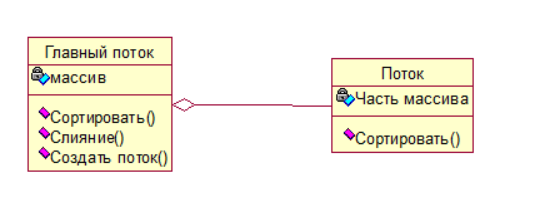 Главный поток
массив
Сортировать()
Слияние()
Создать поток()
Поток
Часть массива
Сортировать()